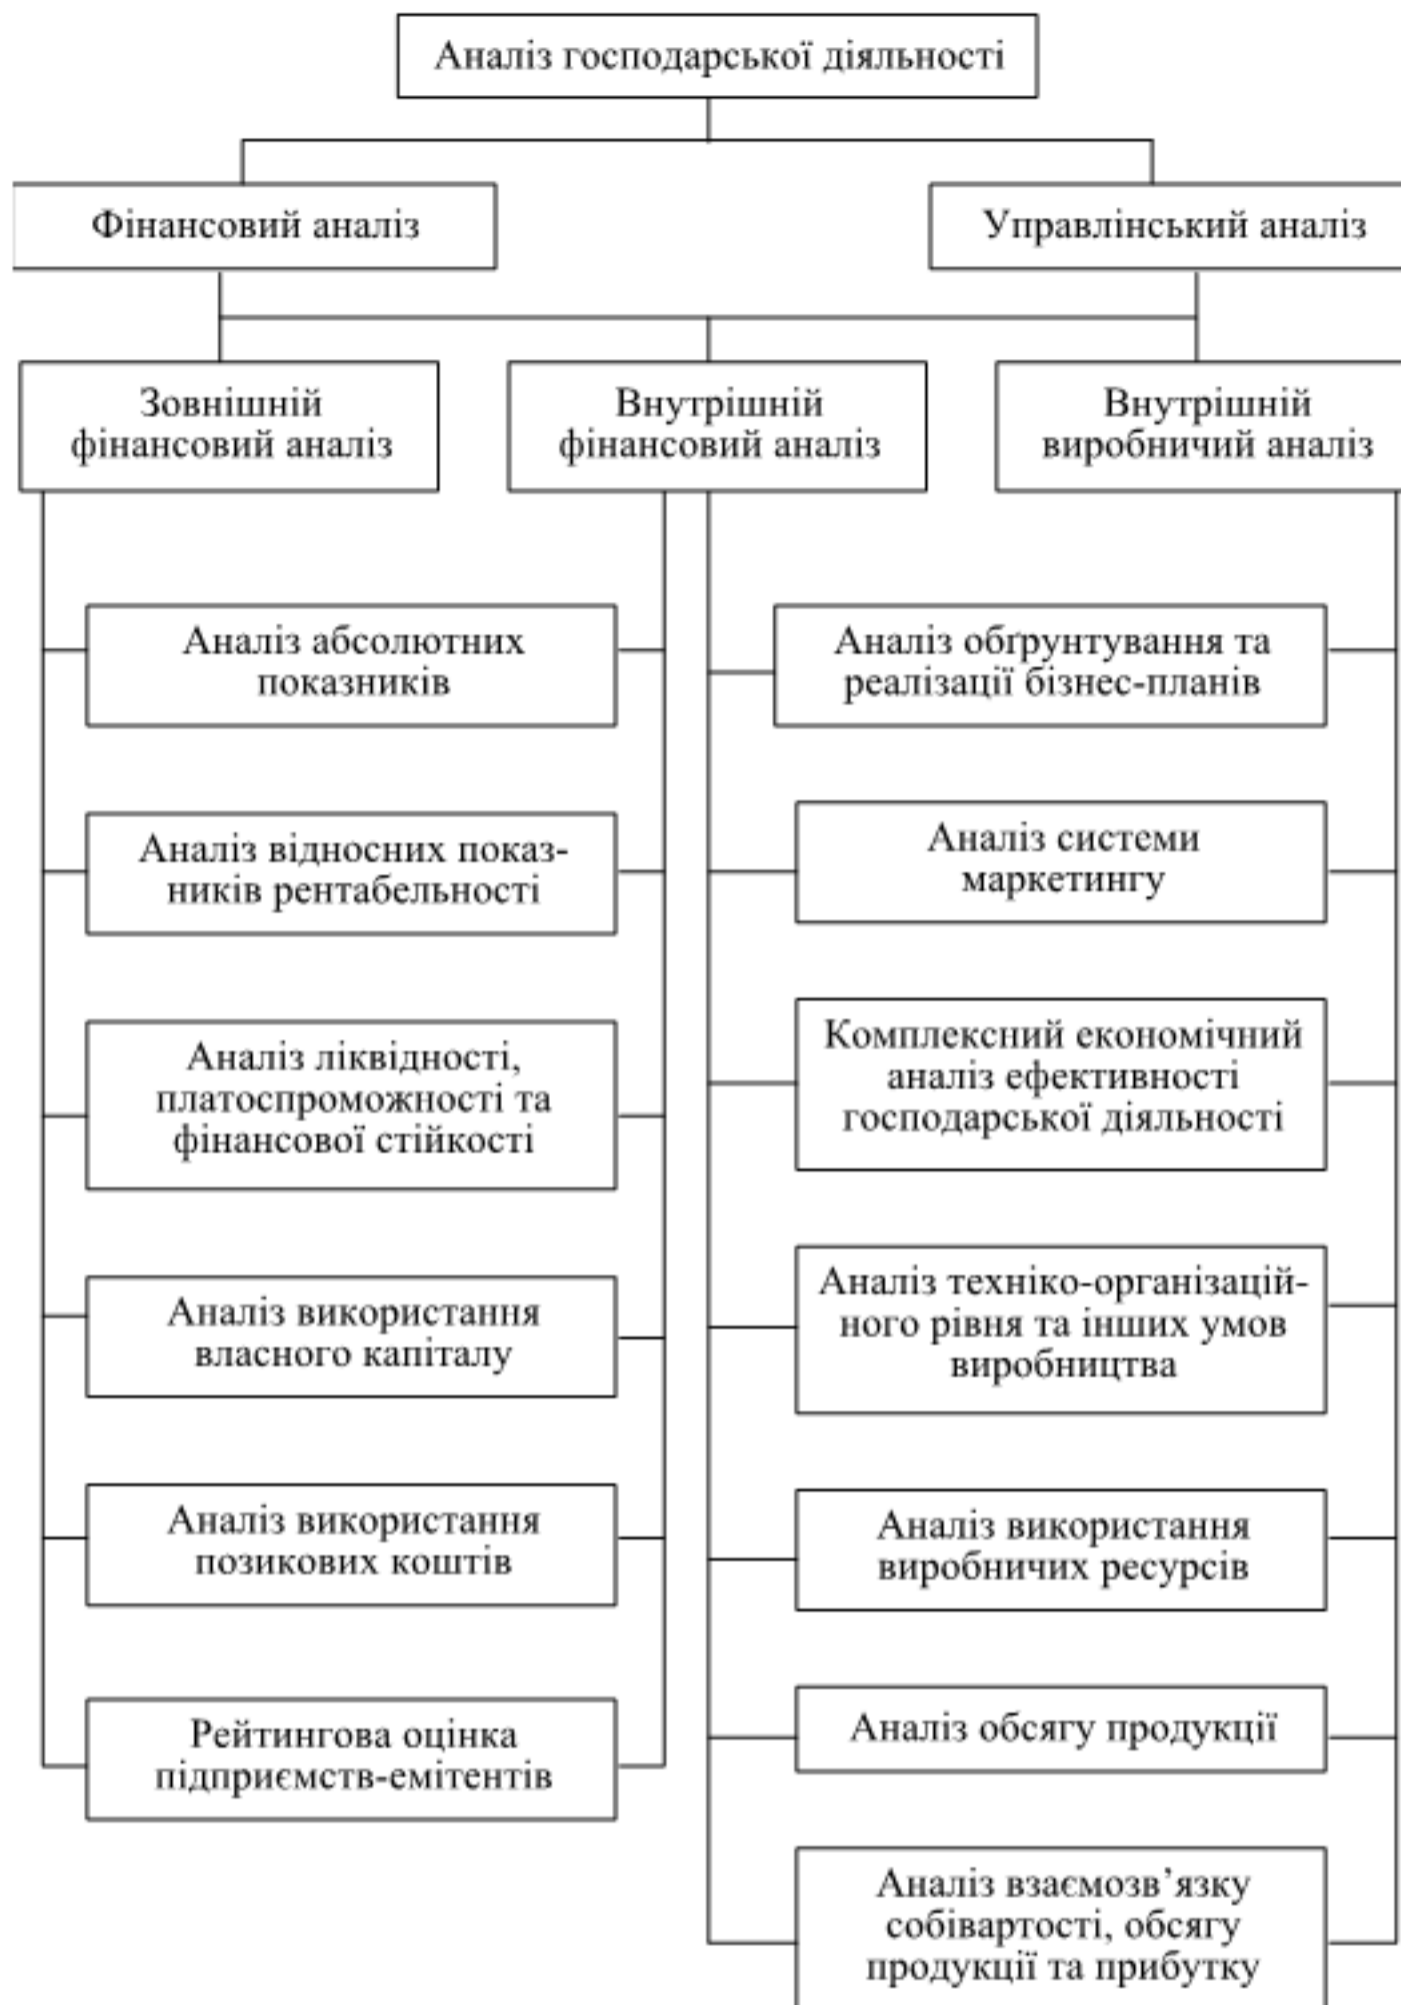 Аналіз господарської діяльності
Фінансовий аналіз
Управлінський аналіз
Зовнішній
фінансовий аналіз
Внутрішній
фінансовий аналіз
Внутрішній
виробничий аналіз
Аналіз абсолютних
показників
Аналіз відносних показ-
ників рентабельності
Аналіз ліквідності,
платоспроможності та
фінансової стійкості
Аналіз використання
власного капіталу
Аналіз використання
позикових коштів
Рейтингова оцінка
підприємств-емітентів
Аналіз обґрунтування та
реалізації бізнес-планів
Аналіз системи
маркетингу
Комплексний економічний
аналіз ефективності
господарської діяльності
Аналіз техніко-організацій-
ного рівня та інших умов
виробництва
Аналіз використання
виробничих ресурсів
Аналіз обсягу продукції
Аналіз взаємозв’язку
собівартості, обсягу
продукції та прибутку